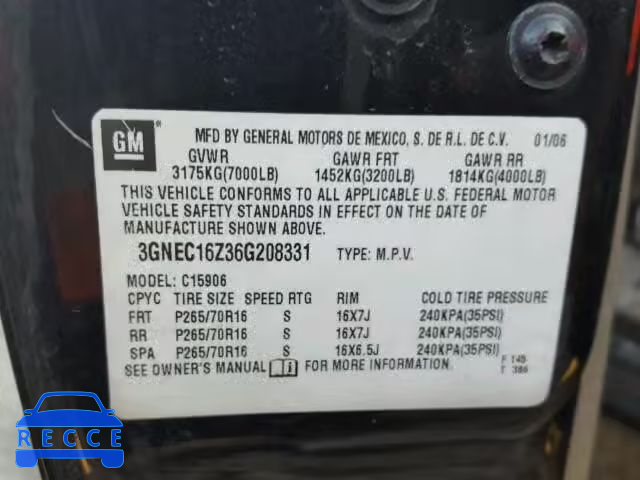 GM ®
MFD BY GENERAL MOTORS DE MEXICO, S. DE R.L. DE C.V. 01/06
GVWR GAWR FRT GAWR RR
3175KG(7000LB) 1452KG(3200LB) 1814KG(4000LB)
THIS VEHICLE CONFORMS TO ALL APPLICABLE U.S. FEDERAL MOTOR
VEHICLE SAFETY STANDARDS IN EFFECT ON THE DATE OF
MANUFACTURE SHOWN ABOVE.
3GNEC16Z36G208331 TYPE: M.P.V.
MODEL: C15906
CPYC TIRE SIZE SPEED RTG RIM COLD TIRE PRESSURE
FRT P265/70R16 S 16X7J 240KPA(35PSI)
RR P265/70R16 S 16X7J 240KPA(35PSI)
SPA P265/70R16 S 16X6.5J 240KPA(35PSI)
SEE OWNER'S MANUAL i FOR MORE INFORMATION.
F 145
T 386
RECCE